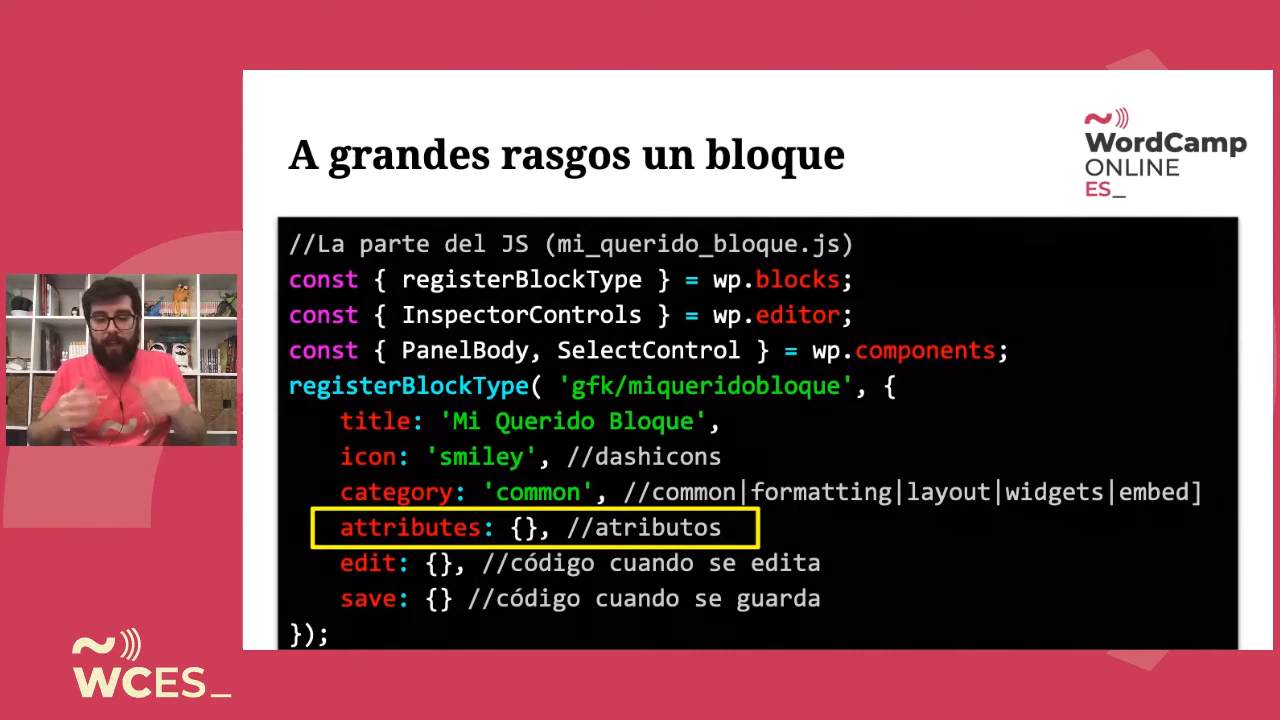 A grandes rasgos un bloque
WordCamp
ONLINE
ES_
//La parte del JS (mi_querido_bloque.js)
const { registerBlockType } = wp.blocks;
const { InspectorControls } = wp.editor;
const { PanelBody, SelectControl } = wp.components;
registerBlockType( 'gfk/miqueridobloque', {
title: 'Mi Querido Bloque',
icon: 'smiley', //dashicons
category: 'common', //common|formatting|layout|widgets|embed]
attributes: {}, //atributos
edit: {}, //código cuando se edita
save: {} //código cuando se guarda
});
WCES_